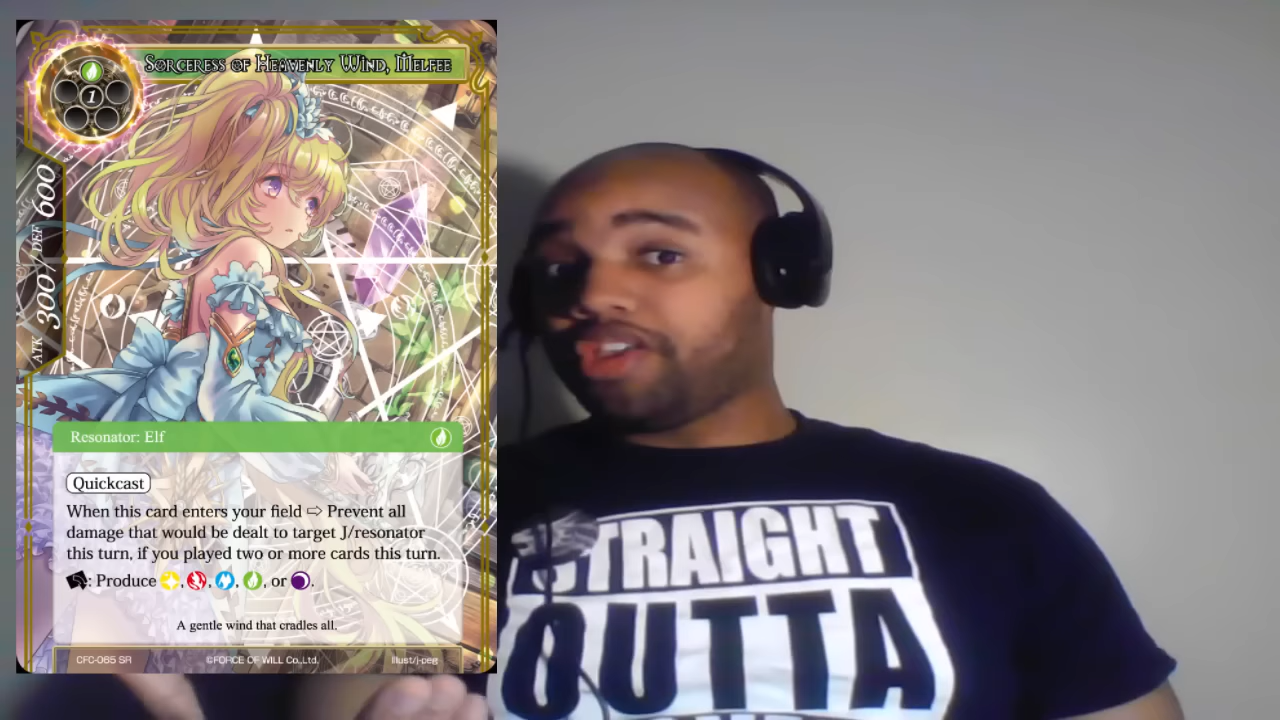 Sorceress of Heavenly Wind, Melfee
1
ATK 300 / DEF 600
Resonator: Elf
Quickcast
When this card enters your field ⇨ Prevent all
damage that would be dealt to target J/resonator
this turn, if you played two or more cards this turn.
: Produce , , , , or .
A gentle wind that cradles all.
CFC-065 SR ©FORCE OF WILL Co.,Ltd. Illust/j-peg
STRAIGHT
OUTTA